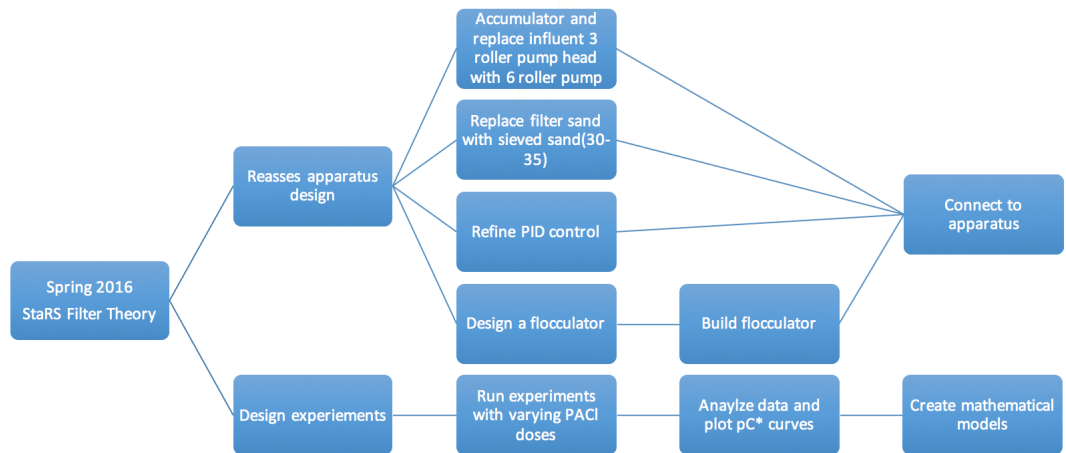 Accumulator and
replace influent 3
roller pump head
with 6 roller pump
Replace filter sand
with sieved sand(30-
35)
Reasses apparatus
design
Connect to
apparatus
Refine PID control
Spring 2016
StaRS Filter Theory
Design a flocculator
Build flocculator
Design experiements
Run experiments
with varying PACl
doses
Anaylze data and
plot pC* curves
Create mathematical
models